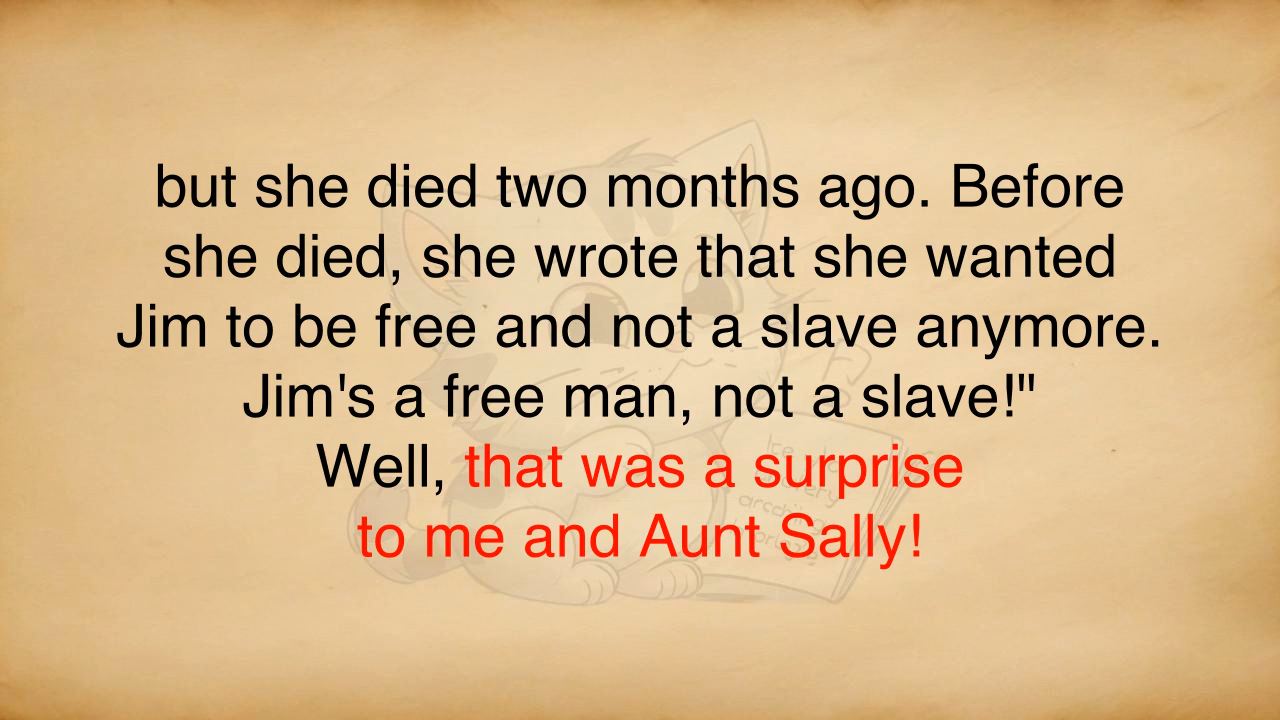 but she died two months ago. Before
she died, she wrote that she wanted
Jim to be free and not a slave anymore.
Jim's a free man, not a slave!"
Well, that was a surprise
to me and Aunt Sally!